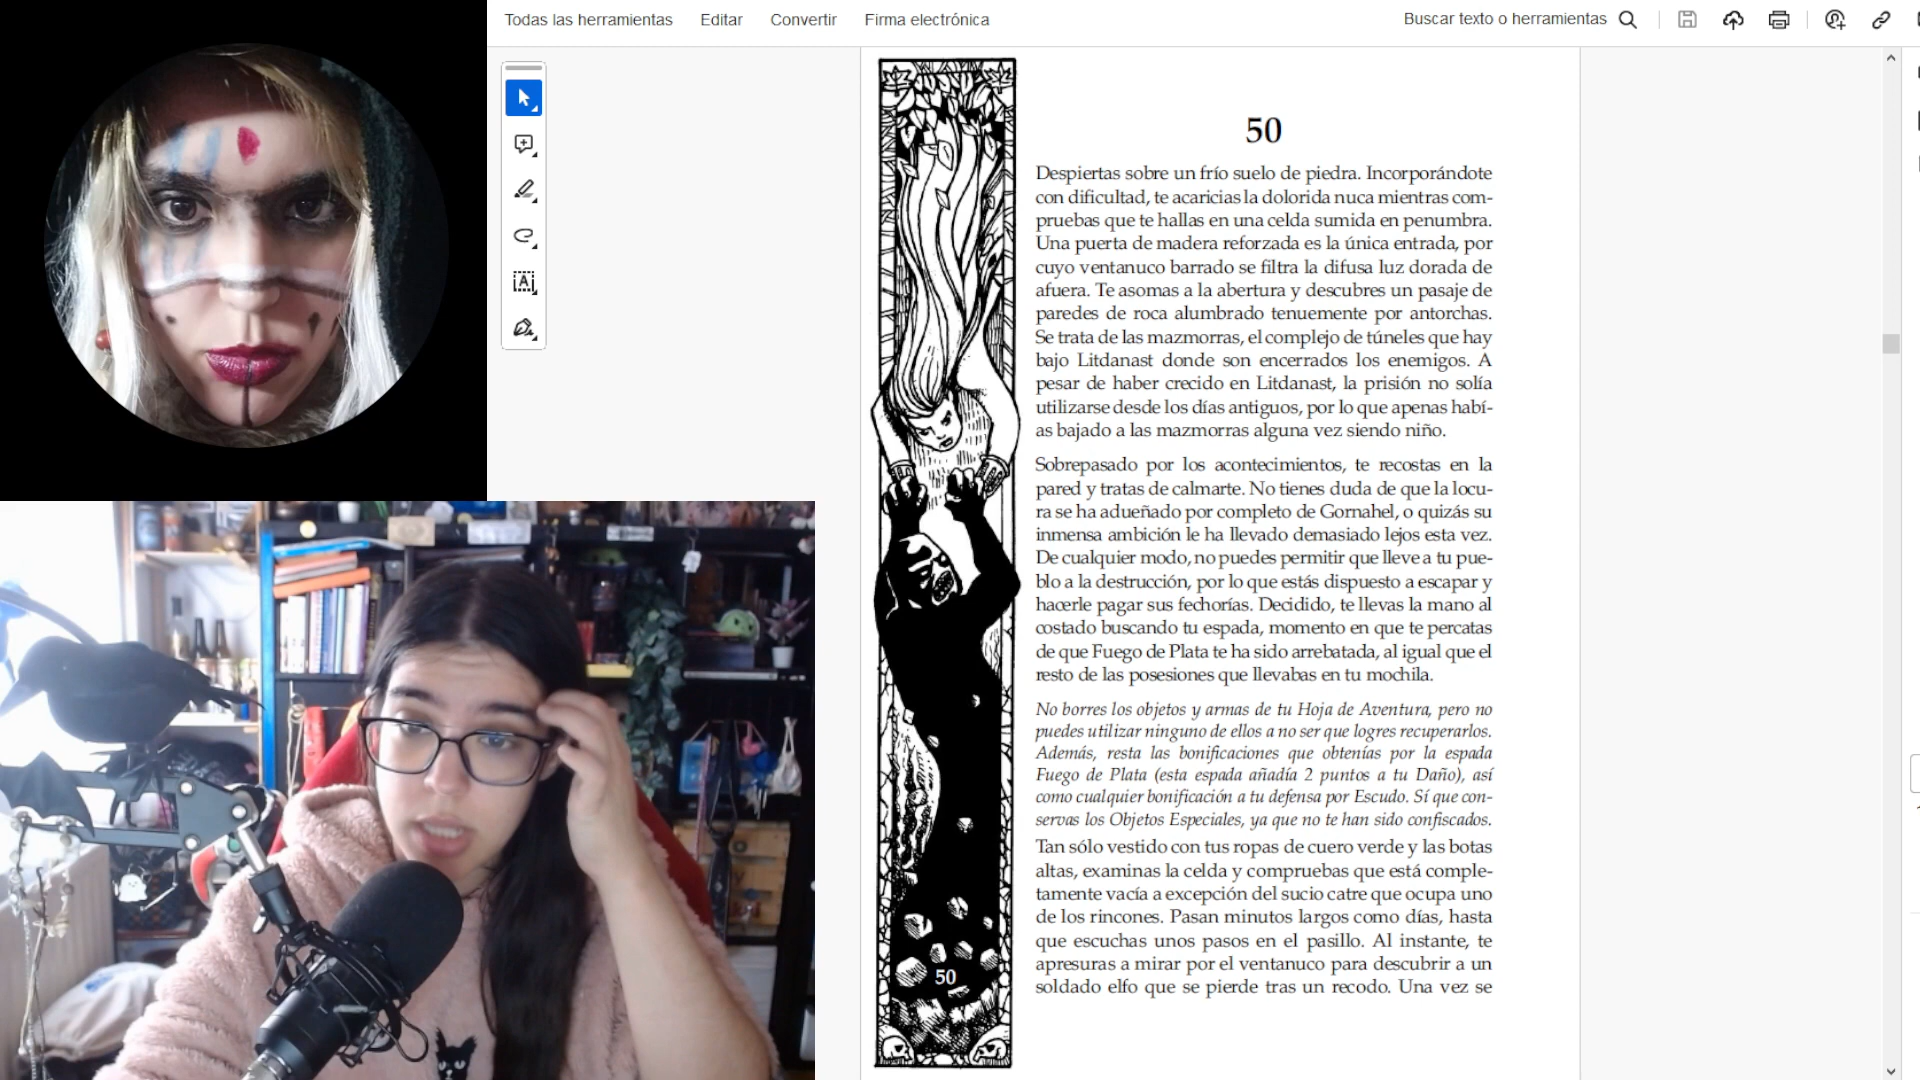 Todas las herramientas Editar Convertir Firma electrónica Buscar texto o herramientas
50
Despiertas sobre un frío suelo de piedra. Incorporándote
con dificultad, te acaricias la dolorida nuca mientras com-
pruebas que te hallas en una celda sumida en penumbra.
Una puerta de madera reforzada es la única entrada, por
cuyo ventanuco barrado se filtra la difusa luz dorada de
afuera. Te asomas a la abertura y descubres un pasaje de
paredes de roca alumbrado tenuemente por antorchas.
Se trata de las mazmorras, el complejo de túneles que hay
bajo Litdanast donde son encerrados los enemigos. A
pesar de haber crecido en Litdanast, la prisión no solía
utilizarse desde los días antiguos, por lo que apenas habí-
as bajado a las mazmorras alguna vez siendo niño.
Sobrepasado por los acontecimientos, te recostas en la
pared y tratas de calmarte. No tienes duda de que la locu-
ra se ha adueñado por completo de Gornahel, o quizás su
inmensa ambición le ha llevado demasiado lejos esta vez.
De cualquier modo, no puedes permitir que lleve a tu pue-
blo a la destrucción, por lo que estás dispuesto a escapar y
hacerle pagar sus fechorías. Decidido, te llevas la mano al
costado buscando tu espada, momento en que te percatas
de que Fuego de Plata te ha sido arrebatada, al igual que el
resto de las posesiones que llevabas en tu mochila.
No borres los objetos y armas de tu Hoja de Aventura, pero no
puedes utilizar ninguno de ellos a no ser que logres recuperarlos.
Además, resta las bonificaciones que obtenías por la espada
Fuego de Plata (esta espada añadía 2 puntos a tu Daño), así
como cualquier bonificación a tu defensa por Escudo. Sí que con-
servas los Objetos Especiales, ya que no te han sido confiscados.
Tan sólo vestido con tus ropas de cuero verde y las botas
altas, examinas la celda y compruebas que está comple-
tamente vacía a excepción del sucio catre que ocupa uno
de los rincones. Pasan minutos largos como días, hasta
que escuchas unos pasos en el pasillo. Al instante, te
apresuras a mirar por el ventanuco para descubrir a un
soldado elfo que se pierde tras un recodo. Una vez se
50